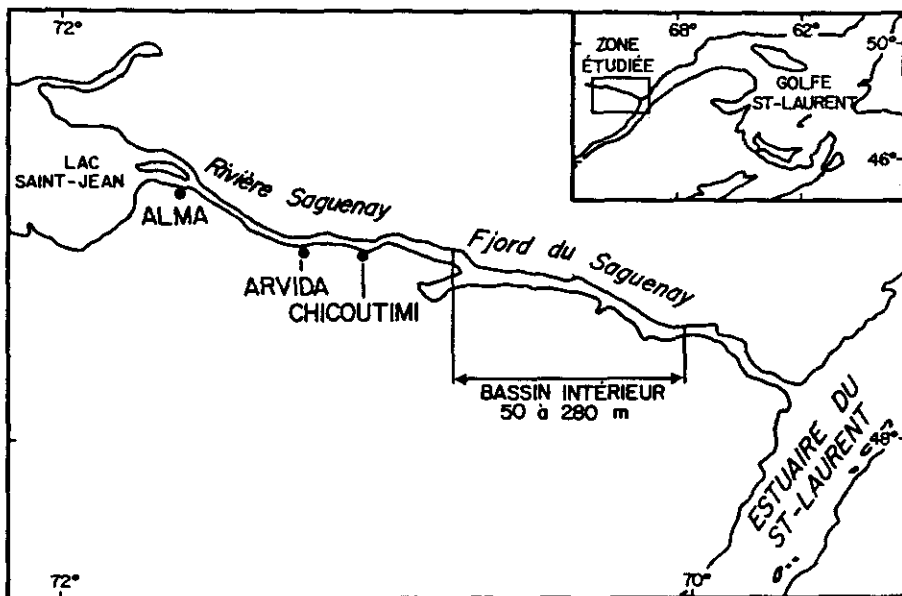 72°
68°
62°
50°
ZONE
ÉTUDIÉE
GOLFE
ST-LAURENT
46°
LAC
SAINT-JEAN
Rivière Saguenay
ALMA
Fjord du Saguenay
ARVIDA
CHICOUTIMI
BASSIN INTÉRIEUR
50 à 280 m
ESTUAIRE DU
ST-LAURENT
48°
72°
70°